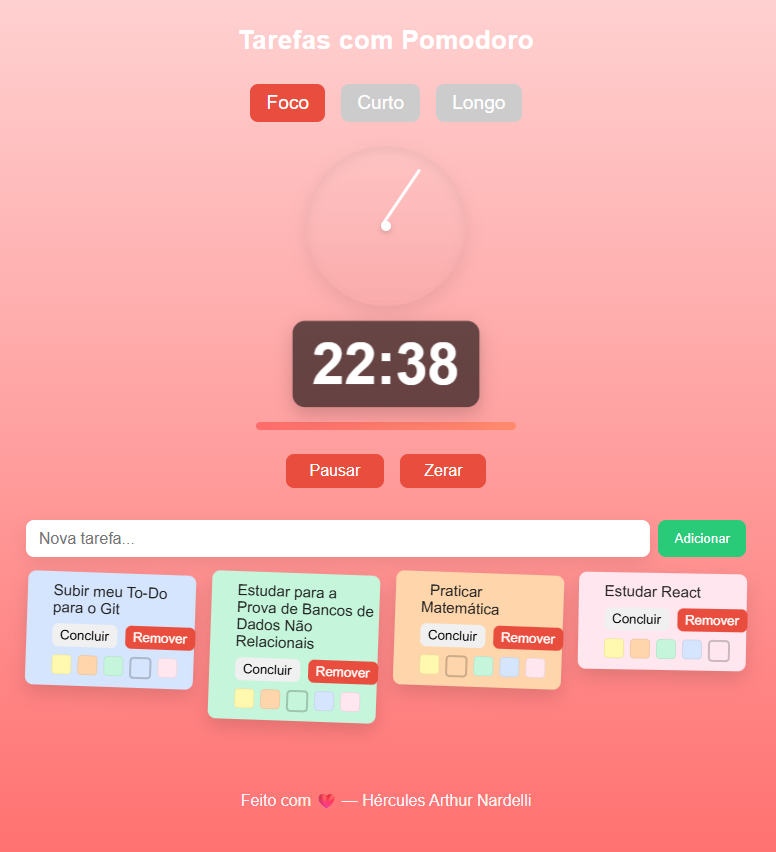 Tarefas com Pomodoro
Foco
Curto
Longo
22:38
Pausar
Zerar
Nova tarefa...
Adicionar
Subir meu To-Do
para o Git
Concluir
Remover
Estudar para a
Prova de Bancos de
Dados Não
Relacionais
Concluir
Remover
Praticar
Matemática
Concluir
Remover
Estudar React
Concluir
Remover
Feito com 💔 — Hércules Arthur Nardelli